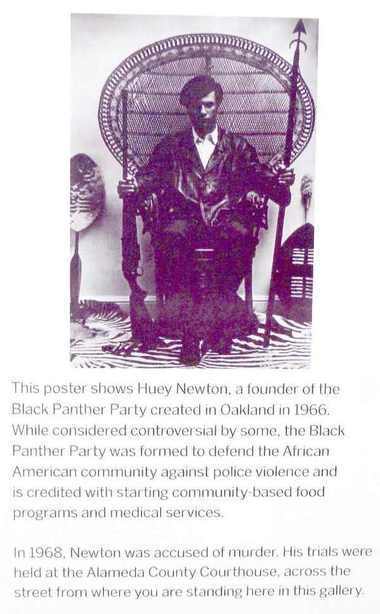 This poster shows Huey Newton, a founder of the
Black Panther Party created in Oakland in 1966.
While considered controversial by some, the Black
Panther Party was formed to defend the African
American community against police violence and
is credited with starting community-based food
programs and medical services.
In 1968, Newton was accused of murder. His trials were
held at the Alameda County Courthouse, across the
street from where you are standing here in this gallery.